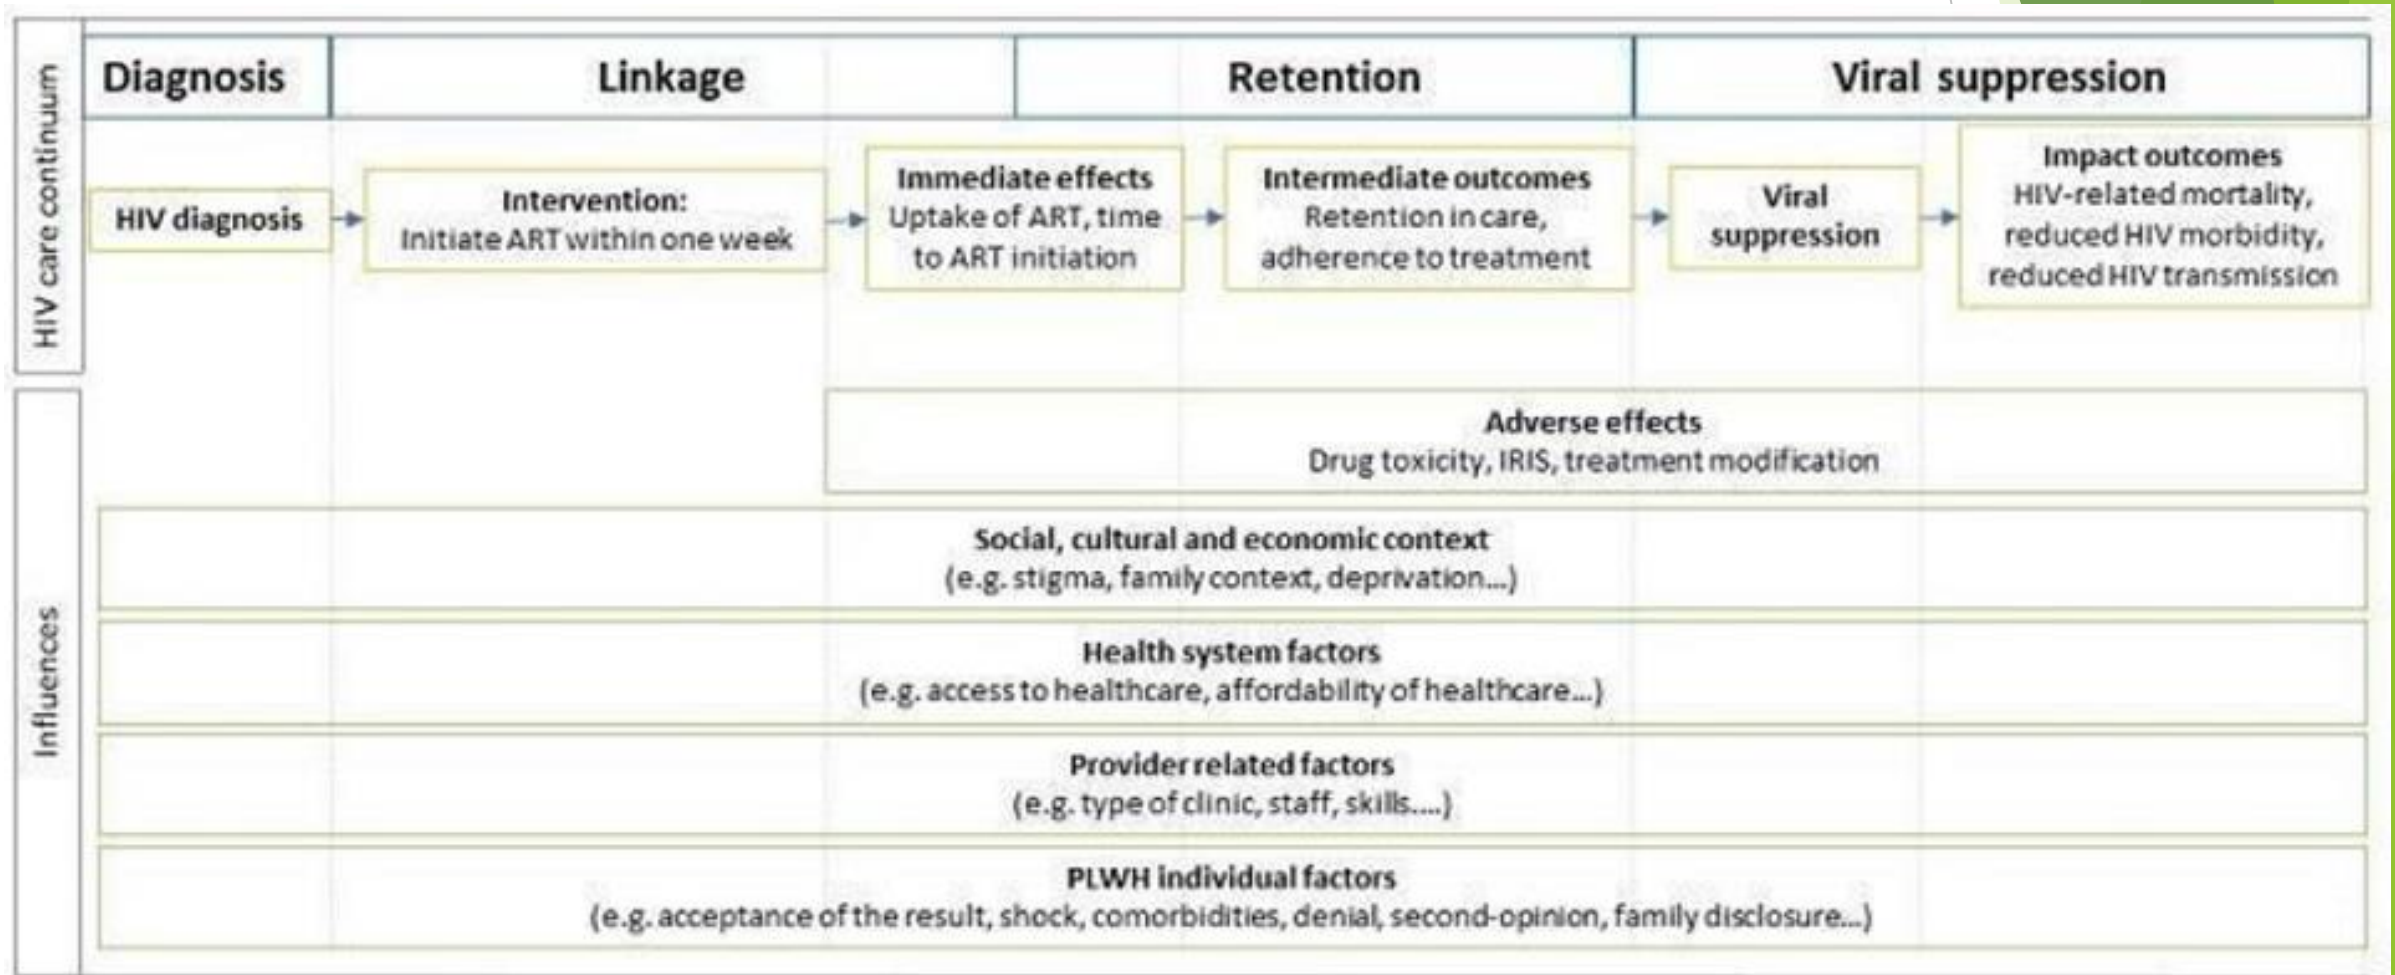 HIV care continuum
Diagnosis
Linkage
Retention
Viral suppression
HIV diagnosis
Intervention:
Initiate ART within one week
Immediate effects
Uptake of ART, time
to ART initiation
Intermediate outcomes
Retention in care,
adherence to treatment
Viral
suppression
Impact outcomes
HIV-related mortality,
reduced HIV morbidity,
reduced HIV transmission
Influences
Adverse effects
Drug toxicity, IRIS, treatment modification
Social, cultural and economic context
(e.g. stigma, family context, deprivation...)
Health system factors
(e.g. access to healthcare, affordability of healthcare...)
Provider related factors
(e.g. type of clinic, staff, skills....)
PLWH individual factors
(e.g. acceptance of the result, shock, comorbidities, denial, second-opinion, family disclosure...)